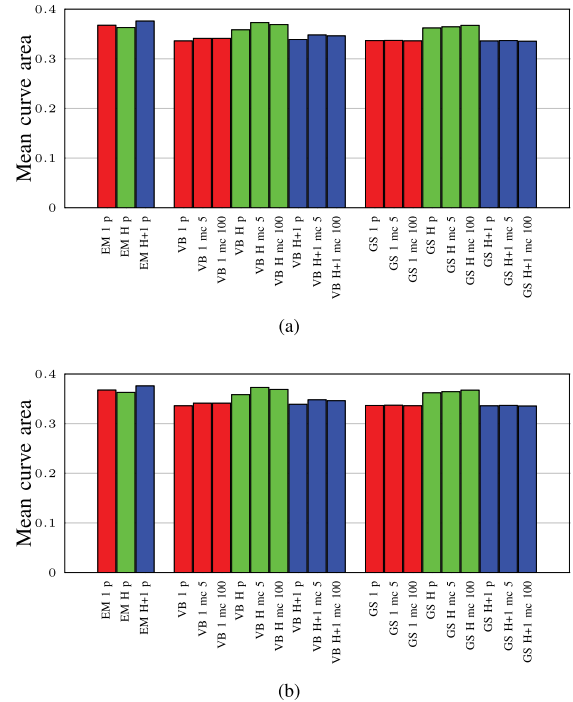 0.4
0.3
0.2
0.1
0
Mean curve area
EM 1 p
EM H p
EM H+1 p
VB 1 p
VB 1 mc 5
VB 1 mc 100
VB H p
VB H mc 5
VB H mc 100
VB H+1 p
VB H+1 mc 5
VB H+1 mc 100
GS 1 p
GS 1 mc 5
GS 1 mc 100
GS H p
GS H mc 5
GS H mc 100
GS H+1 p
GS H+1 mc 5
GS H+1 mc 100
(a)
0.4
0.3
0.2
0.1
0
Mean curve area
EM 1 p
EM H p
EM H+1 p
VB 1 p
VB 1 mc 5
VB 1 mc 100
VB H p
VB H mc 5
VB H mc 100
VB H+1 p
VB H+1 mc 5
VB H+1 mc 100
GS 1 p
GS 1 mc 5
GS 1 mc 100
GS H p
GS H mc 5
GS H mc 100
GS H+1 p
GS H+1 mc 5
GS H+1 mc 100
(b)